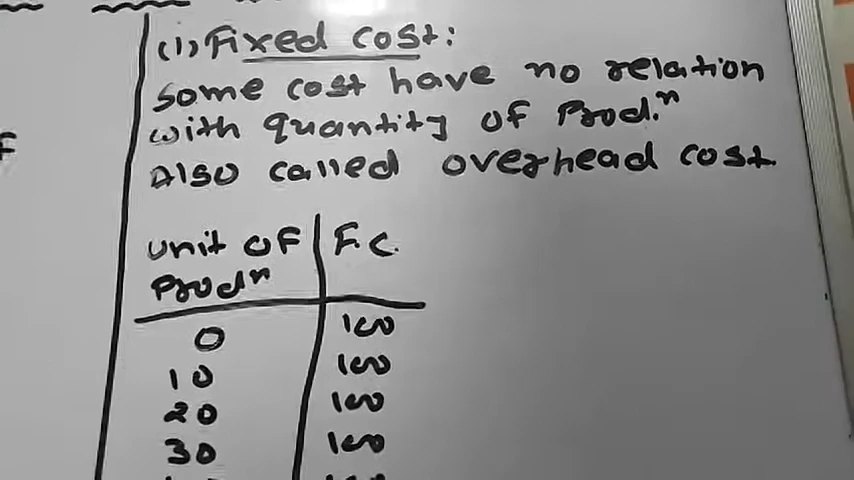 (1) Fixed cost:
some cost have no relation
with quantity of Prod.ⁿ
Also called overhead cost.
unit of Prodⁿ | F.C.
0 | 100
10 | 100
20 | 100
30 | 100